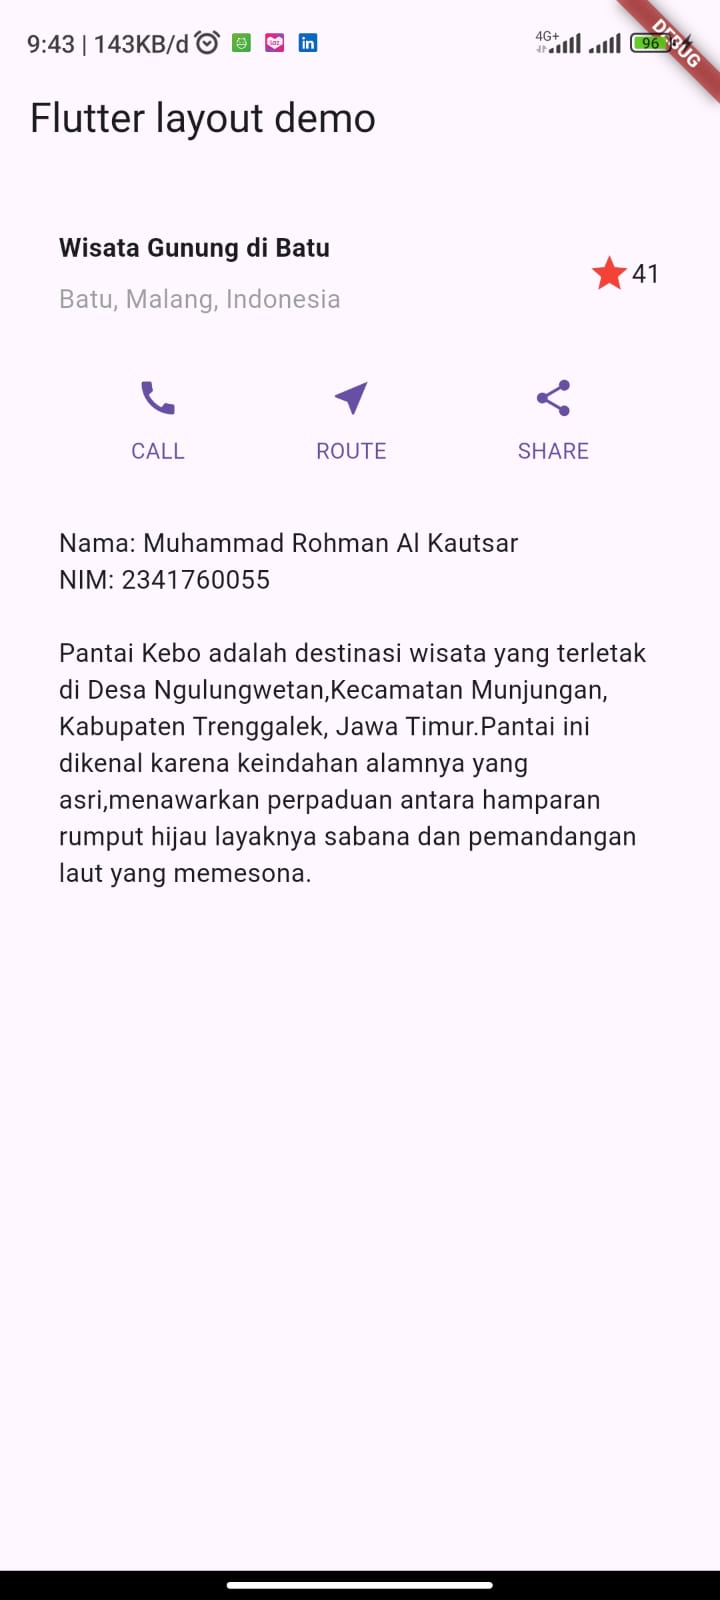 9:43 | 143KB/d 4G+ 96
DEBUG
Flutter layout demo
Wisata Gunung di Batu
41
Batu, Malang, Indonesia
CALL ROUTE SHARE
Nama: Muhammad Rohman Al Kautsar
NIM: 2341760055
Pantai Kebo adalah destinasi wisata yang terletak
di Desa Ngulungwetan,Kecamatan Munjungan,
Kabupaten Trenggalek, Jawa Timur.Pantai ini
dikenal karena keindahan alamnya yang
asri,menawarkan perpaduan antara hamparan
rumput hijau layaknya sabana dan pemandangan
laut yang memesona.